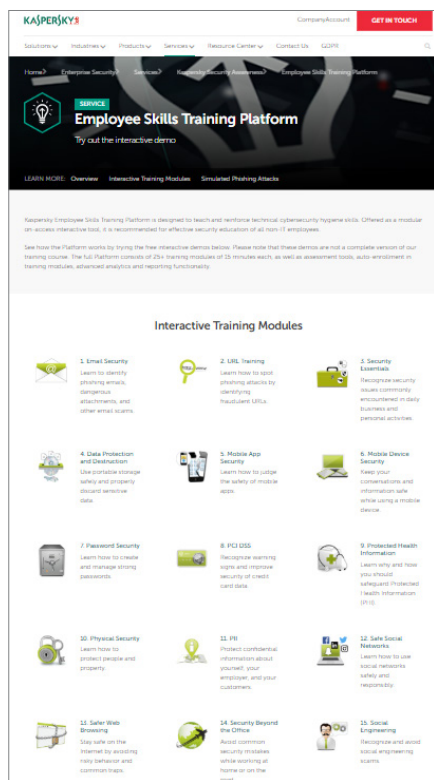 KASPERSKY
CompanyAccount
GET IN TOUCH
Solutions
Industries
Products
Services
Resource Center
Contact Us
GDPR
Home?
Enterprise Security?
Services?
Kaspersky Security Awareness?
Employee Skills Training Platform
SERVICE
Employee Skills Training Platform
Try out the interactive demo
LEARN MORE: Overview Interactive Training Modules Simulated Phishing Attacks
Kaspersky Employee Skills Training Platform is designed to teach and reinforce technical cybersecurity hygiene skills. Offered as a modular
on-access interactive tool, it is recommended for effective security education of all non-IT employees
See how the Platform works by trying the free interactive demos below. Please note that these demos are not a complete version of our
training course. The full Platform consists of 25+ training modules of 15 minutes each, as well as assessment tools, auto-enrollment in
training modules, advanced analytics and reporting functionality.
Interactive Training Modules
1. Email Security
Learn to identify
phishing emails,
dangerous
attachments, and
other email scams
2. URL Training
Learn how to spot
phishing attacks by
identifying
fraudulent URLs.
3. Security
Essentials
Recognize security
issues commonly
encountered in daily
business and
personal activities.
4. Data Protection
and Destruction
Use portable storage
safely and properly
discard sensitive
data.
5. Mobile App
Security
Learn how to judge
the safety of mobile
apps.
6. Mobile Device
Security
Keep your
conversations and
information safe
while using a mobile
device.
7. Password Security
Learn how to create
and manage strong
passwords.
8. PCI DSS
Recognize warning
signs and improve
security of credit
card data.
9. Protected Health
Information
Learn why and how
you should
safeguard Protected
Health Information
(PHI).
10. Physical Security
Learn how to
protect people and
property.
11. PII
Protect confidential
information about
yourself, your
employer, and your
customers.
12. Safe Social
Networks
Learn how to use
social networks
safely and
responsibly.
13. Safer Web
Browsing
Stay safe on the
Internet by avoiding
risky behavior and
common traps.
14. Security Beyond
the Office
Avoid common
security mistakes
while working at
home or on the
road.
15. Social
Engineering
Recognize and avoid
social engineering
scams